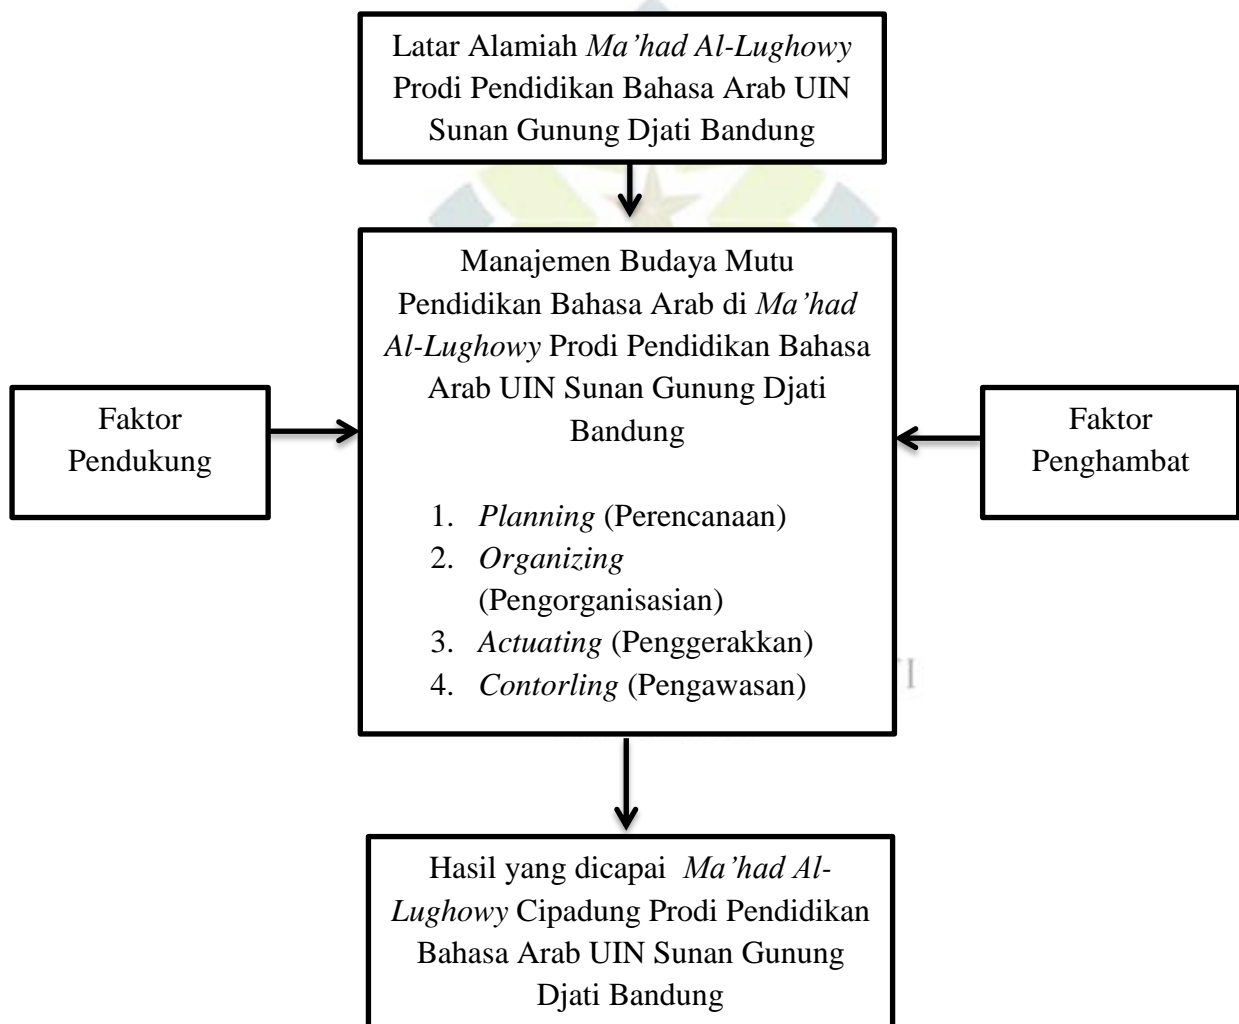 Latar Alamiah Ma’had Al-Lughowy
Prodi Pendidikan Bahasa Arab UIN
Sunan Gunung Djati Bandung
Manajemen Budaya Mutu
Pendidikan Bahasa Arab di Ma’had
Al-Lughowy Prodi Pendidikan Bahasa
Arab UIN Sunan Gunung Djati
Bandung
1. Planning (Perencanaan)
2. Organizing
(Pengorganisasian)
3. Actuating (Penggerakkan)
4. Contorling (Pengawasan)
Faktor
Pendukung
Faktor
Penghambat
Hasil yang dicapai Ma’had Al-
Lughowy Cipadung Prodi Pendidikan
Bahasa Arab UIN Sunan Gunung
Djati Bandung